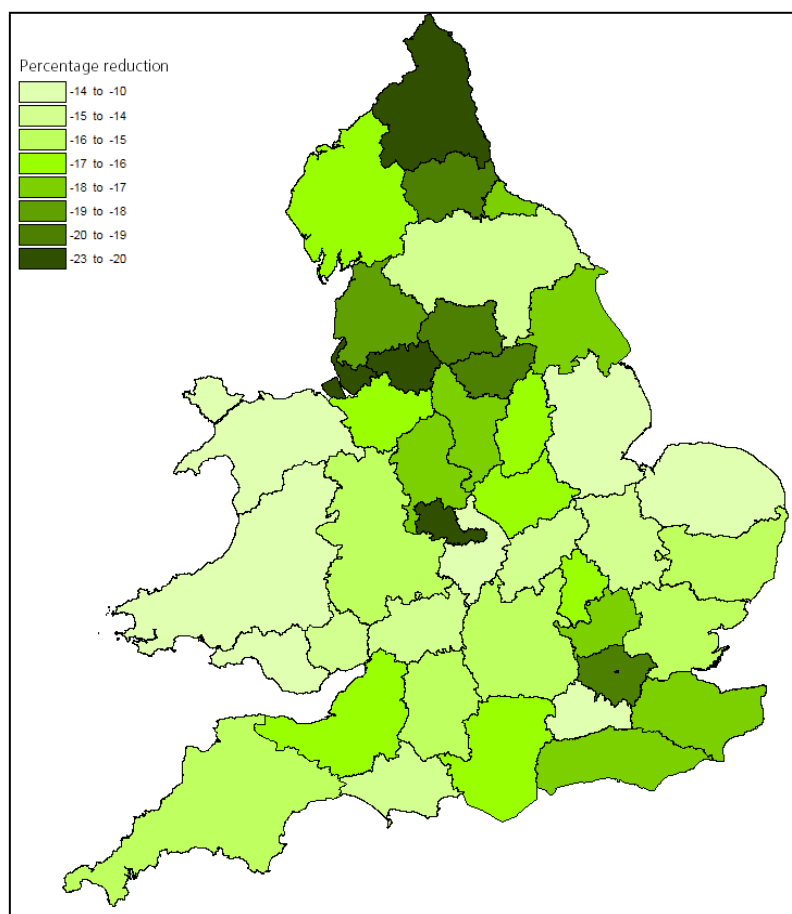 Percentage reduction
-14 to -10
-15 to -14
-16 to -15
-17 to -16
-18 to -17
-19 to -18
-20 to -19
-23 to -20